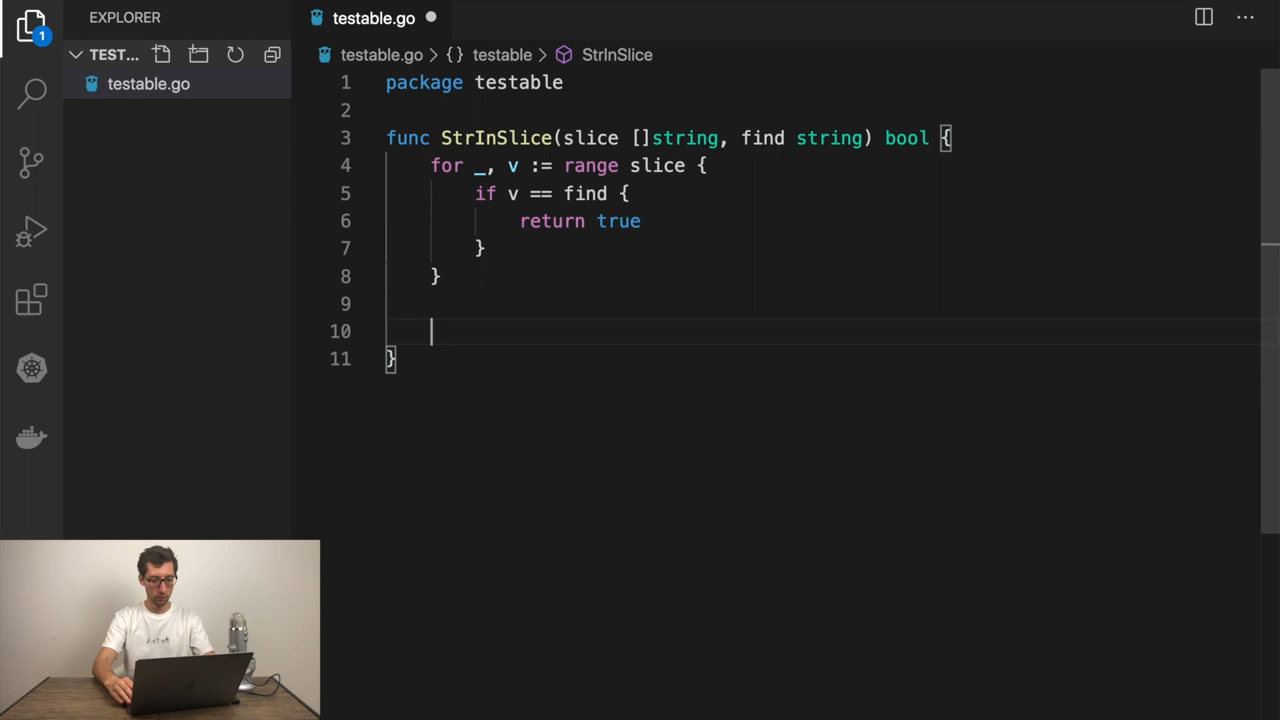 EXPLORER
testable.go
1
TEST...
testable.go
testable.go > {} testable > StrInSlice
1 package testable
2
3 func StrInSlice(slice []string, find string) bool {
4 for _, v := range slice {
5 if v == find {
6 return true
7 }
8 }
9
10
11 }